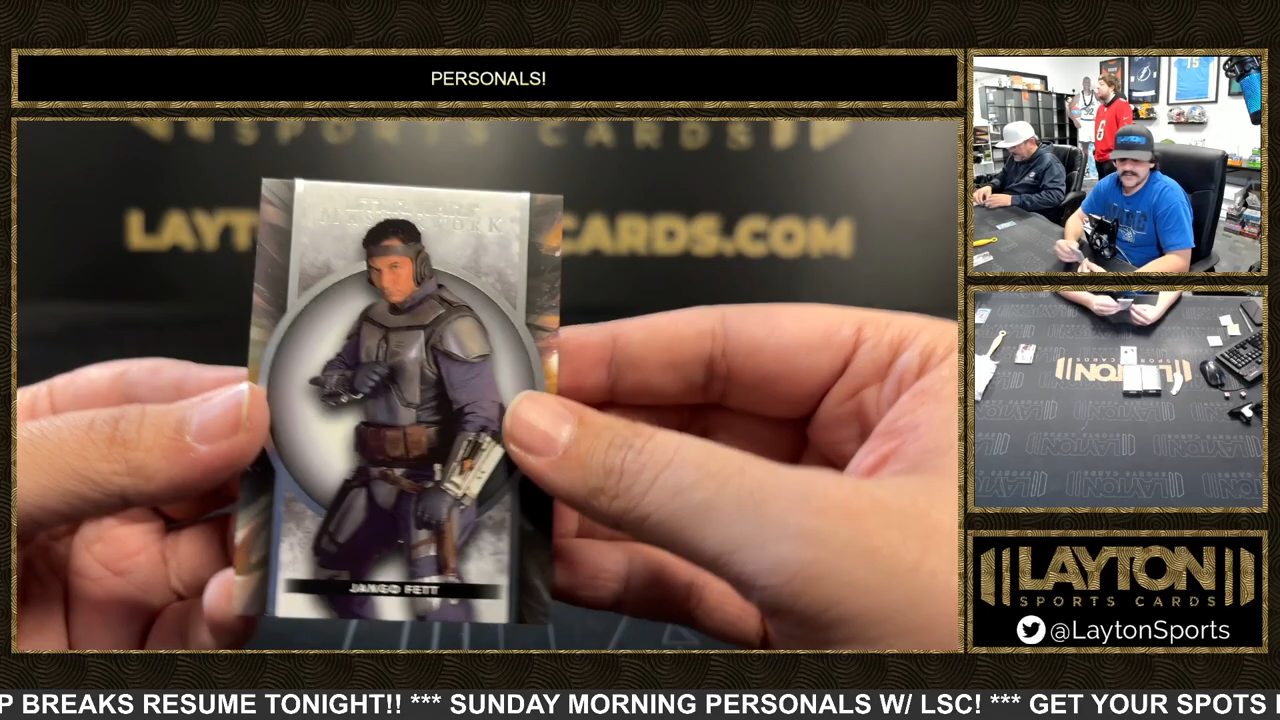 PERSONALS!
LAYT CARDS.COM
MASTERWORK
JANGO FETT
LAYTON
SPORTS CARDS
@LaytonSports
P BREAKS RESUME TONIGHT!! *** SUNDAY MORNING PERSONALS W/ LSC! *** GET YOUR SPOTS